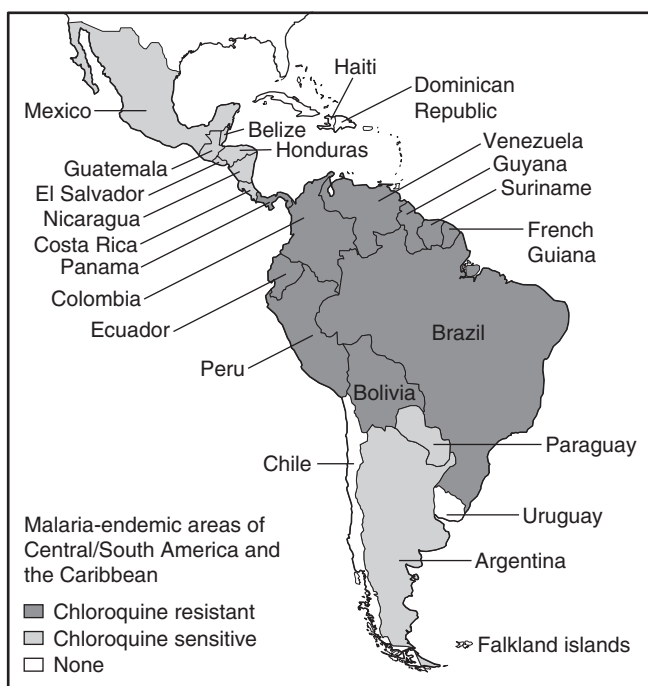 Haiti
Dominican
Republic
Mexico
Belize
Honduras
Guatemala
El Salvador
Nicaragua
Costa Rica
Panama
Colombia
Ecuador
Peru
Venezuela
Guyana
Suriname
French
Guiana
Brazil
Bolivia
Paraguay
Chile
Uruguay
Argentina
Falkland islands
Malaria-endemic areas of
Central/South America and
the Caribbean
Chloroquine resistant
Chloroquine sensitive
None